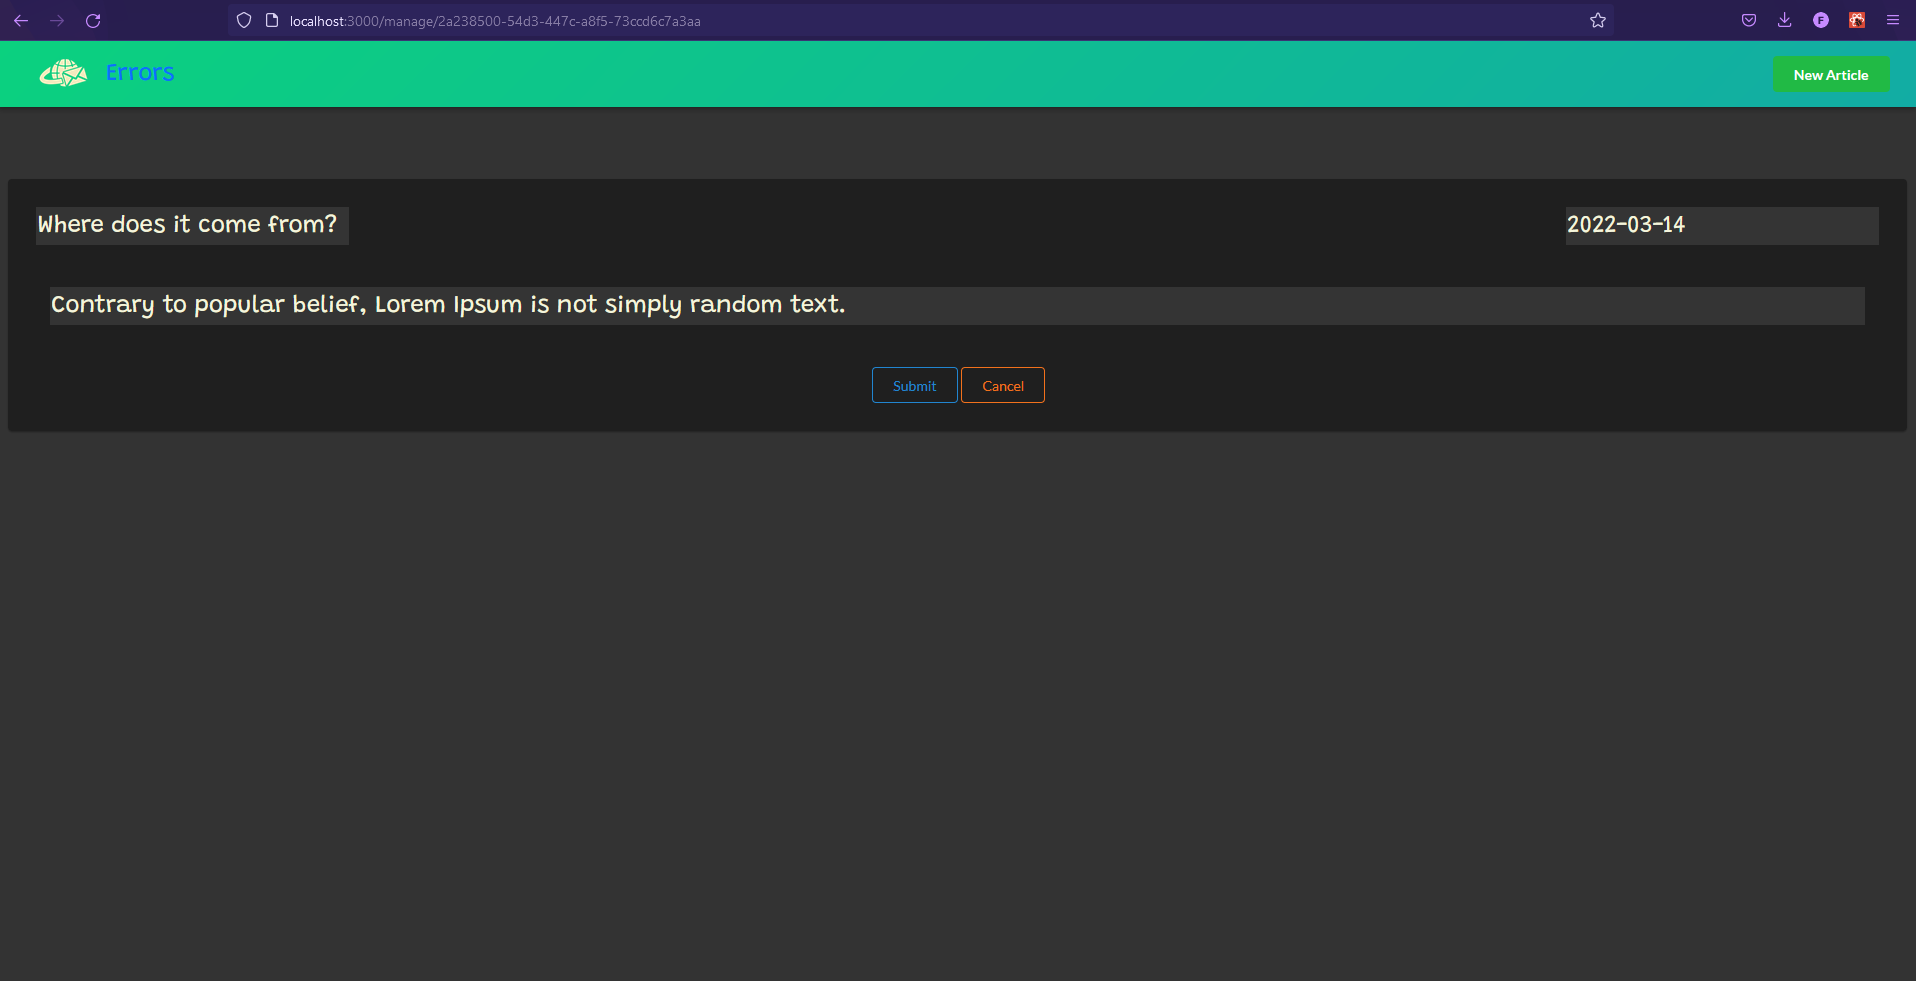 localhost:3000/manage/2a238500-54d3-447c-a8f5-73ccd6c7a3aa
F
Errors
New Article
Where does it come from?
2022-03-14
Contrary to popular belief, Lorem Ipsum is not simply random text.
Submit
Cancel